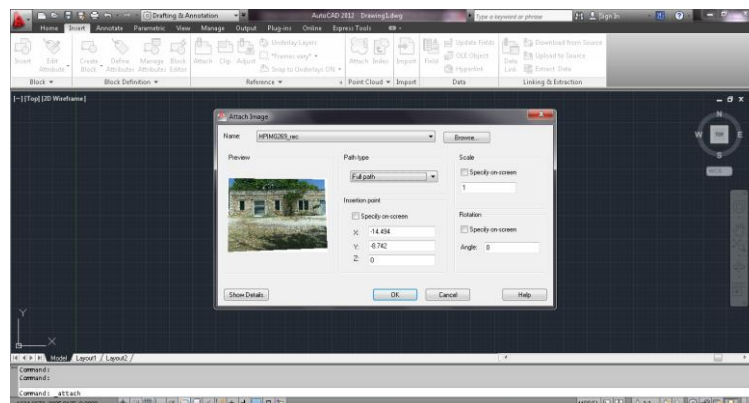 Drafting & Annotation
AutoCAD 2012 Drawing1.dwg
Type a keyword or phrase
Sign In
Home Insert Annotate Parametric View Manage Output Plug-ins Online Express Tools
Insert
Edit Attribute
Create Block
Define Attributes
Manage Attributes
Block Editor
Attach Clip Adjust
Underlay Layers
*Frames vary*
Snap to Underlays ON
Attach Index
Import
Field
Update Fields
OLE Object
Hyperlink
Data Link
Download from Source
Upload to Source
Extract Data
Block Block Definition Reference Point Cloud Import Data Linking & Extraction
[-][Top][2D Wireframe]
N
W TOP E
S
WCS
Attach Image
Name: HPIM0269_rec Browse...
Preview
Path type
Full path
Scale
Specify on-screen
1
Insertion point
Specify on-screen
X: -14.494
Y: -8.742
Z: 0
Rotation
Specify on-screen
Angle: 0
Show Details
OK Cancel Help
Y
X
Model Layout1 Layout2
Command:
Command:
Command: _attach